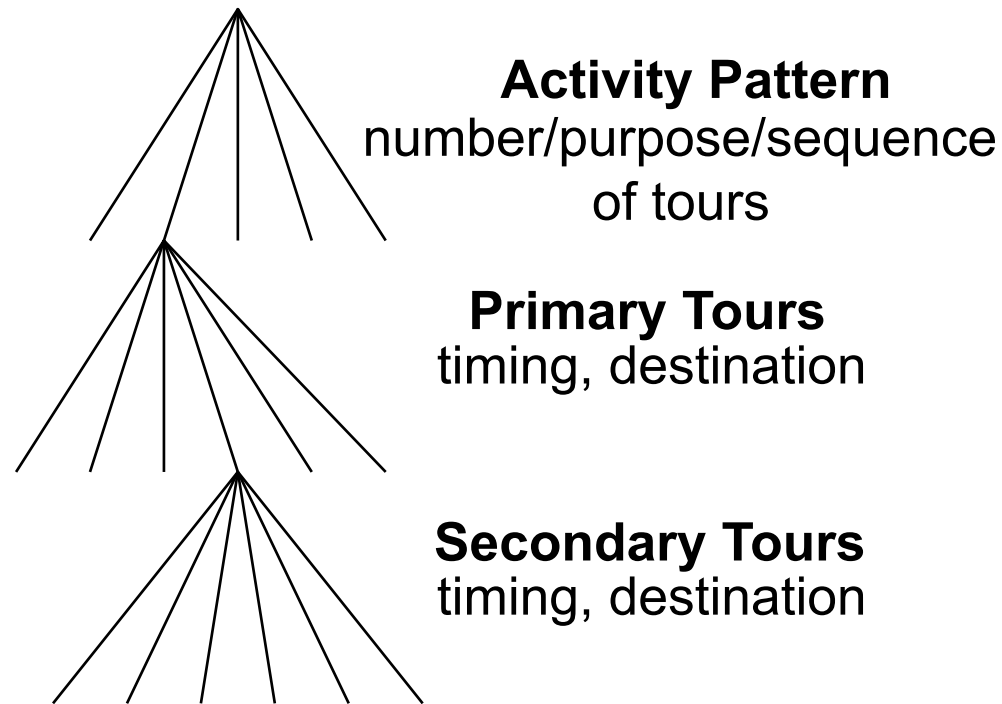 Activity Pattern
number/purpose/sequence
of tours
Primary Tours
timing, destination
Secondary Tours
timing, destination